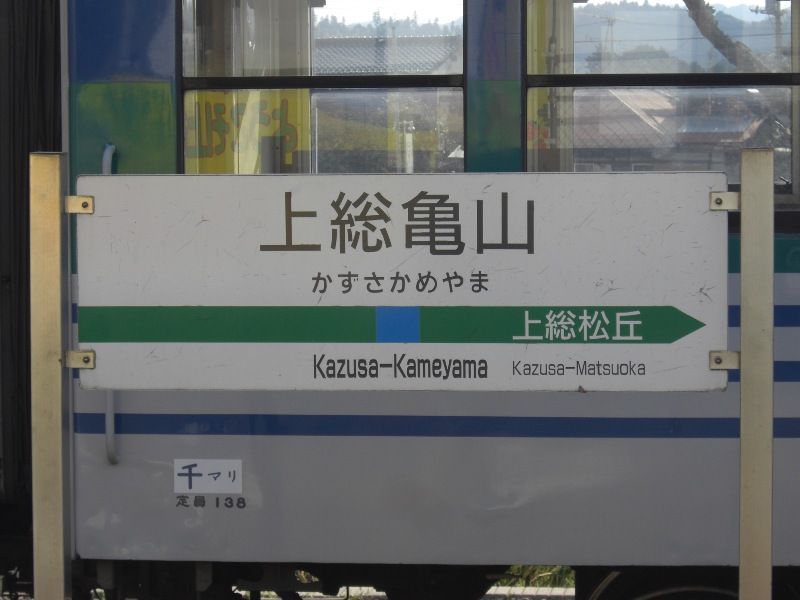 上総亀山
かずさかめやま
上総松丘
Kazusa-Kameyama Kazusa-Matsuoka
千マリ
定員138